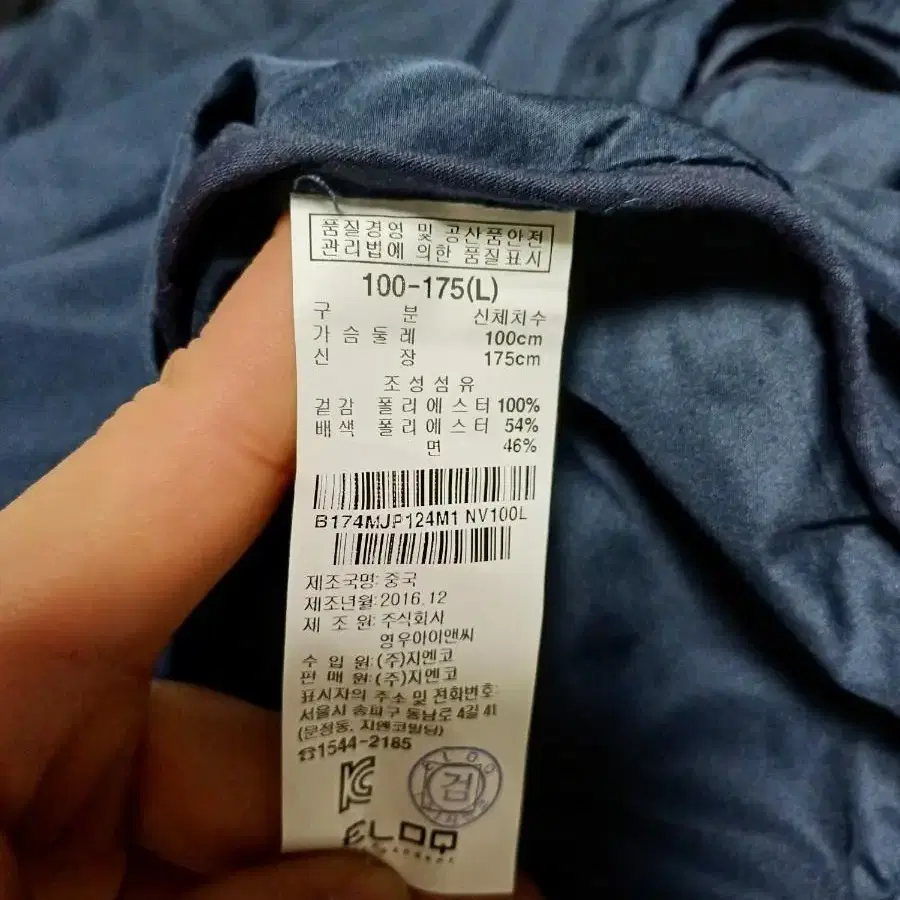 품질경영 및 공산품안전
관리법에 의한 품질표시
100-175(L)
구 분 신체치수
가슴둘레 100cm
신 장 175cm
조성섬유
겉감 폴리에스터 100%
배색 폴리에스터 54%
면 46%
B174MJP124M1 NV100L
제조국명: 중국
제조년월: 2016.12
제 조 원: 주식회사
영우아이앤씨
수 입 원: (주)지엔코
판 매 원: (주)지엔코
표시자의 주소 및 전화번호:
서울시 송파구 동남로 4길 41
(문정동, 지엔코빌딩)
☎1544-2185
ELOQ
검
ELOQ